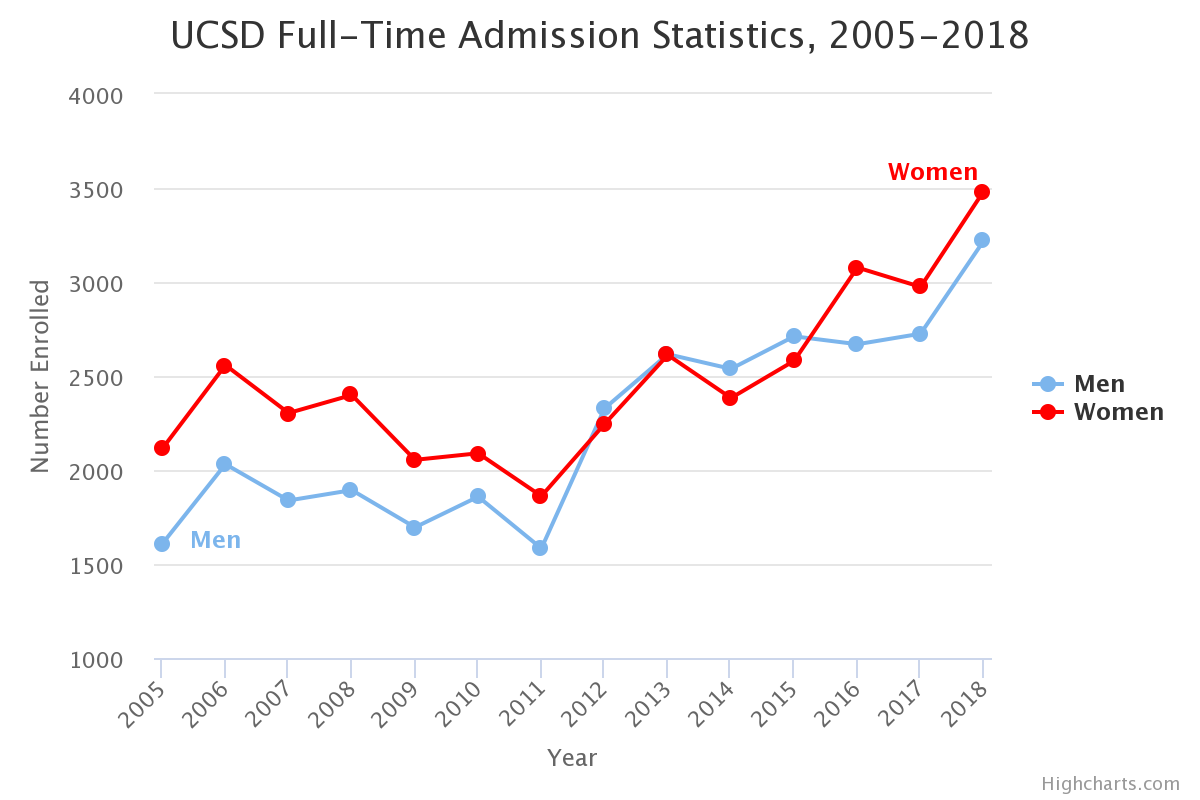 UCSD Full-Time Admission Statistics, 2005-2018
4000
3500
3000
2500
2000
1500
1000
Number Enrolled
Women
Men
Men
Women
2005 2006 2007 2008 2009 2010 2011 2012 2013 2014 2015 2016 2017 2018
Year
Highcharts.com